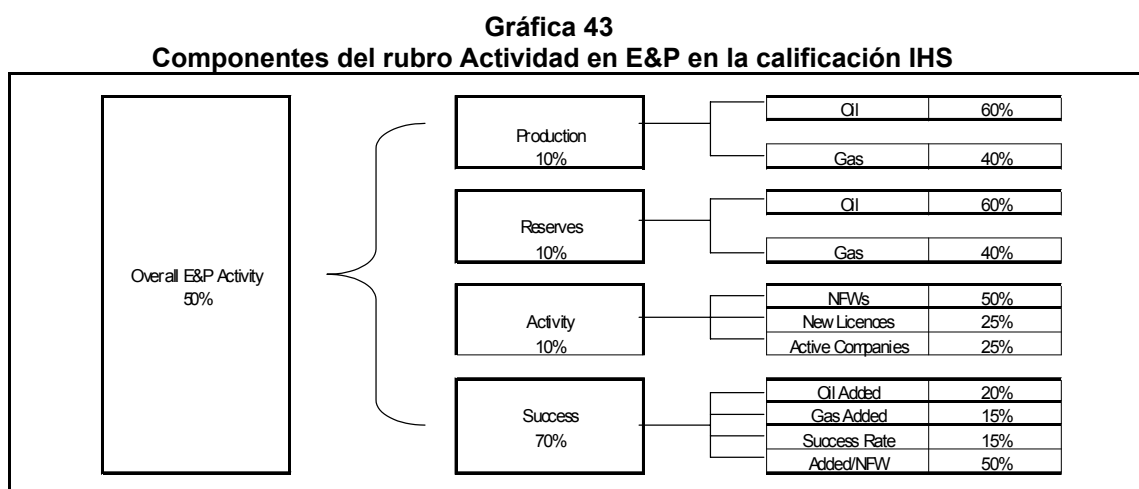 Gráfica 43
Componentes del rubro Actividad en E&P en la calificación IHS
Overall E&P Activity
50%
Production
10%
Oil 60%
Gas 40%
Reserves
10%
Oil 60%
Gas 40%
Activity
10%
NFWs 50%
New Licences 25%
Active Companies 25%
Success
70%
Oil Added 20%
Gas Added 15%
Success Rate 15%
Added/NFW 50%